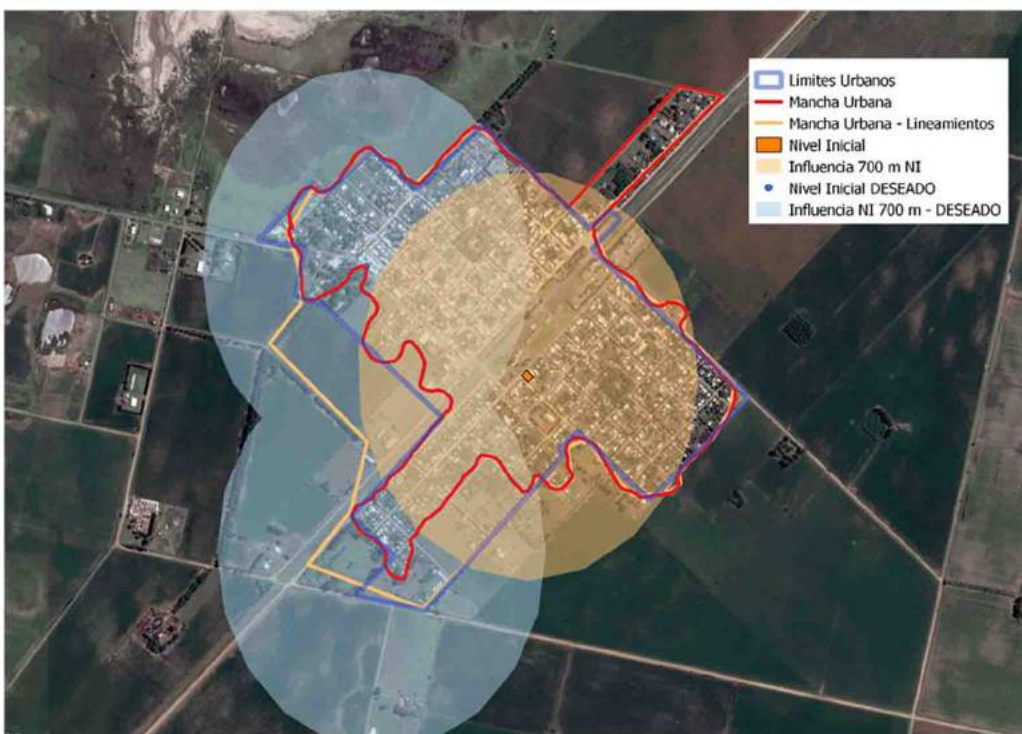 Limites Urbanos
Mancha Urbana
Mancha Urbana - Lineamientos
Nivel Inicial
Influencia 700 m NI
Nivel Inicial DESEADO
Influencia NI 700 m - DESEADO